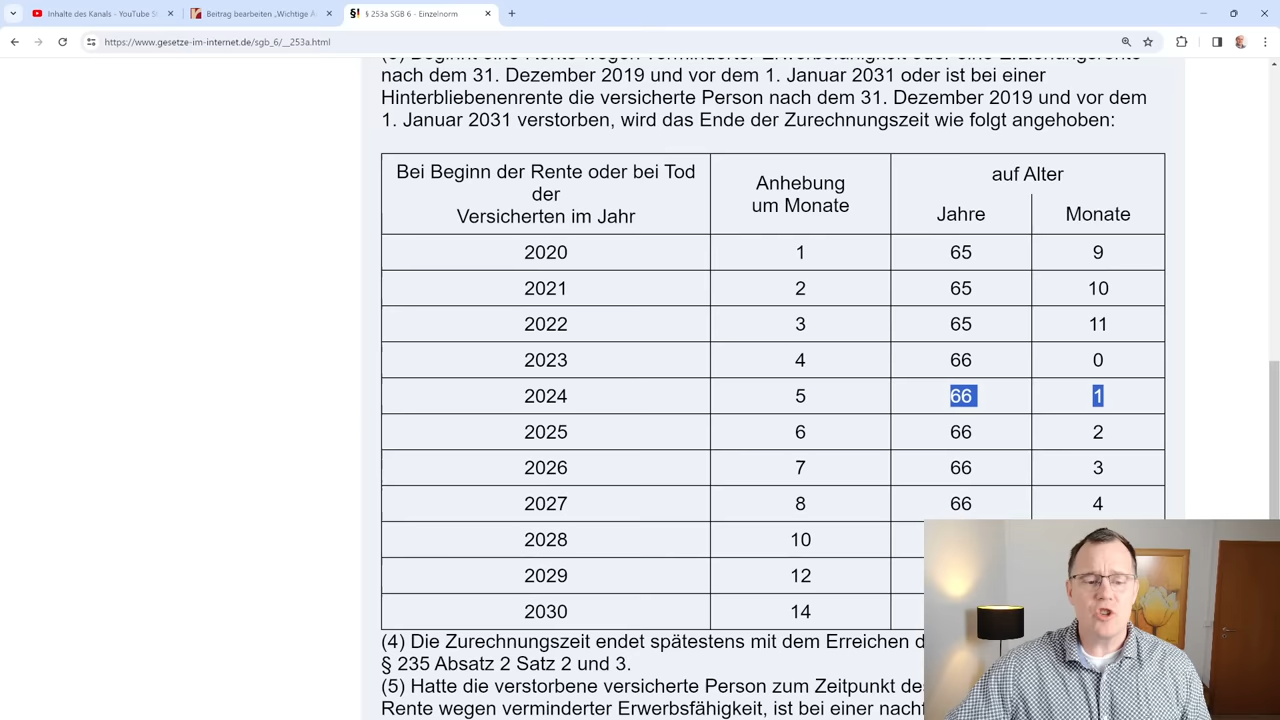 Inhalte des Kanals - YouTube
Beitrag bearbeiten „Wichtige
§ 253a SGB 6 - Einzelnorm
https://www.gesetze-im-internet.de/sgb_6/__253a.html
nach dem 31. Dezember 2019 und vor dem 1. Januar 2031 oder ist bei einer
Hinterbliebenenrente die versicherte Person nach dem 31. Dezember 2019 und vor dem
1. Januar 2031 verstorben, wird das Ende der Zurechnungszeit wie folgt angehoben:
Bei Beginn der Rente oder bei Tod
der
Versicherten im Jahr
Anhebung
um Monate
auf Alter
Jahre Monate
2020 1 65 9
2021 2 65 10
2022 3 65 11
2023 4 66 0
2024 5 66 1
2025 6 66 2
2026 7 66 3
2027 8 66 4
2028 10
2029 12
2030 14
(4) Die Zurechnungszeit endet spätestens mit dem Erreichen
§ 235 Absatz 2 Satz 2 und 3.
(5) Hatte die verstorbene versicherte Person zum Zeitpunkt
Rente wegen verminderter Erwerbsfähigkeit, ist bei einer